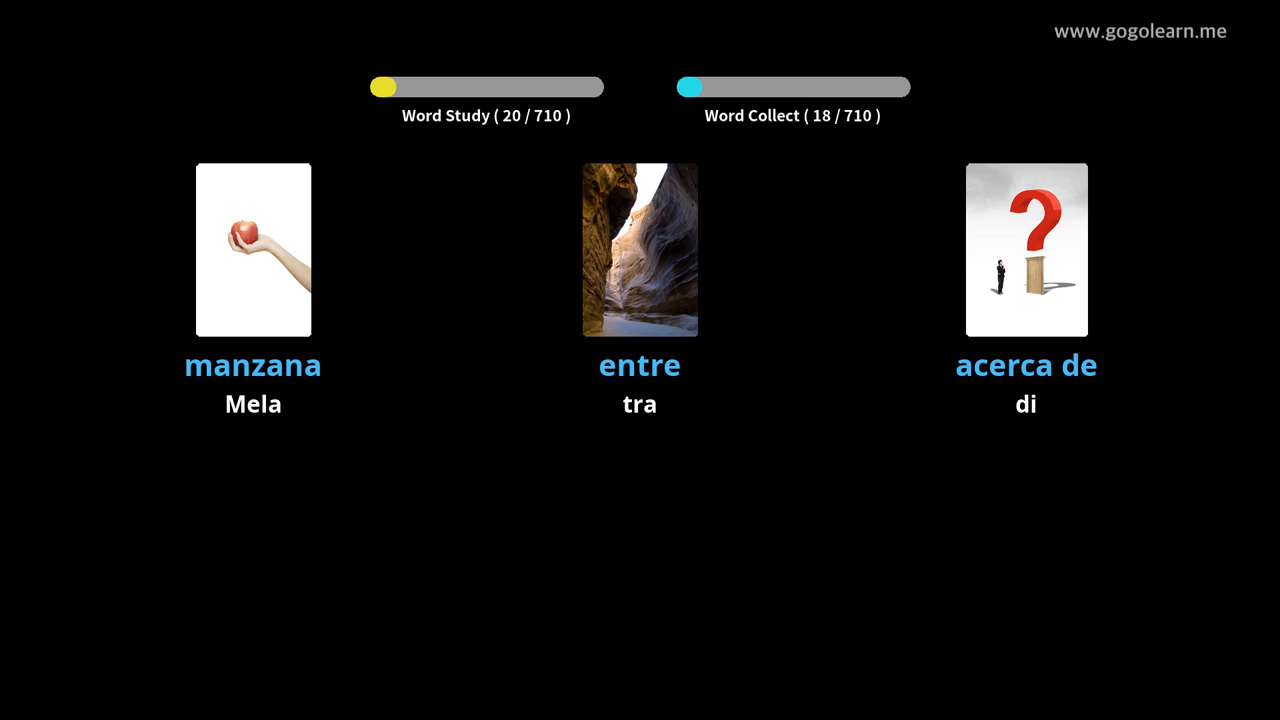 www.gogolearn.me
Word Study ( 20 / 710 )
Word Collect ( 18 / 710 )
manzana
Mela
entre
tra
acerca de
di